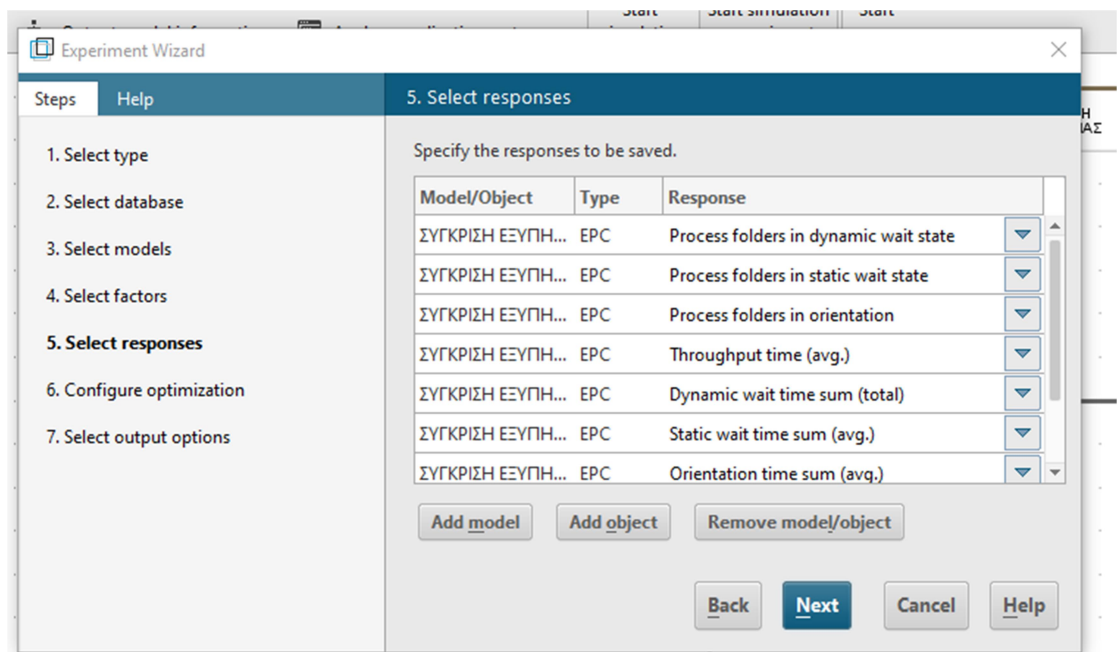 Start
Start simulation
Start
Experiment Wizard
Steps
Help
5. Select responses
1. Select type
2. Select database
3. Select models
4. Select factors
5. Select responses
6. Configure optimization
7. Select output options
Specify the responses to be saved.
Model/Object Type Response
ΣΥΓΚΡΙΣΗ ΕΞΥΠΗ... EPC Process folders in dynamic wait state
ΣΥΓΚΡΙΣΗ ΕΞΥΠΗ... EPC Process folders in static wait state
ΣΥΓΚΡΙΣΗ ΕΞΥΠΗ... EPC Process folders in orientation
ΣΥΓΚΡΙΣΗ ΕΞΥΠΗ... EPC Throughput time (avg.)
ΣΥΓΚΡΙΣΗ ΕΞΥΠΗ... EPC Dynamic wait time sum (total)
ΣΥΓΚΡΙΣΗ ΕΞΥΠΗ... EPC Static wait time sum (avg.)
ΣΥΓΚΡΙΣΗ ΕΞΥΠΗ... EPC Orientation time sum (avg.)
Add model Add object Remove model/object
Back Next Cancel Help
Η
ΙΑΣ